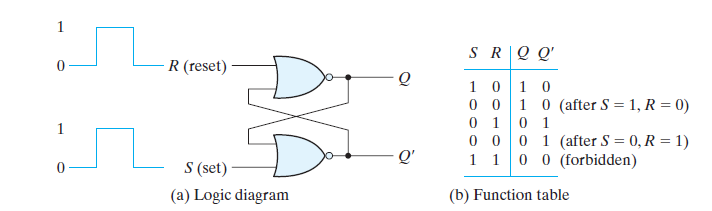 1
0
R (reset)
Q
1
0
S (set)
Q'
(a) Logic diagram
S R Q Q'
1 0 1 0
0 0 1 0 (after S = 1, R = 0)
0 1 0 1
0 0 0 1 (after S = 0, R = 1)
1 1 0 0 (forbidden)
(b) Function table